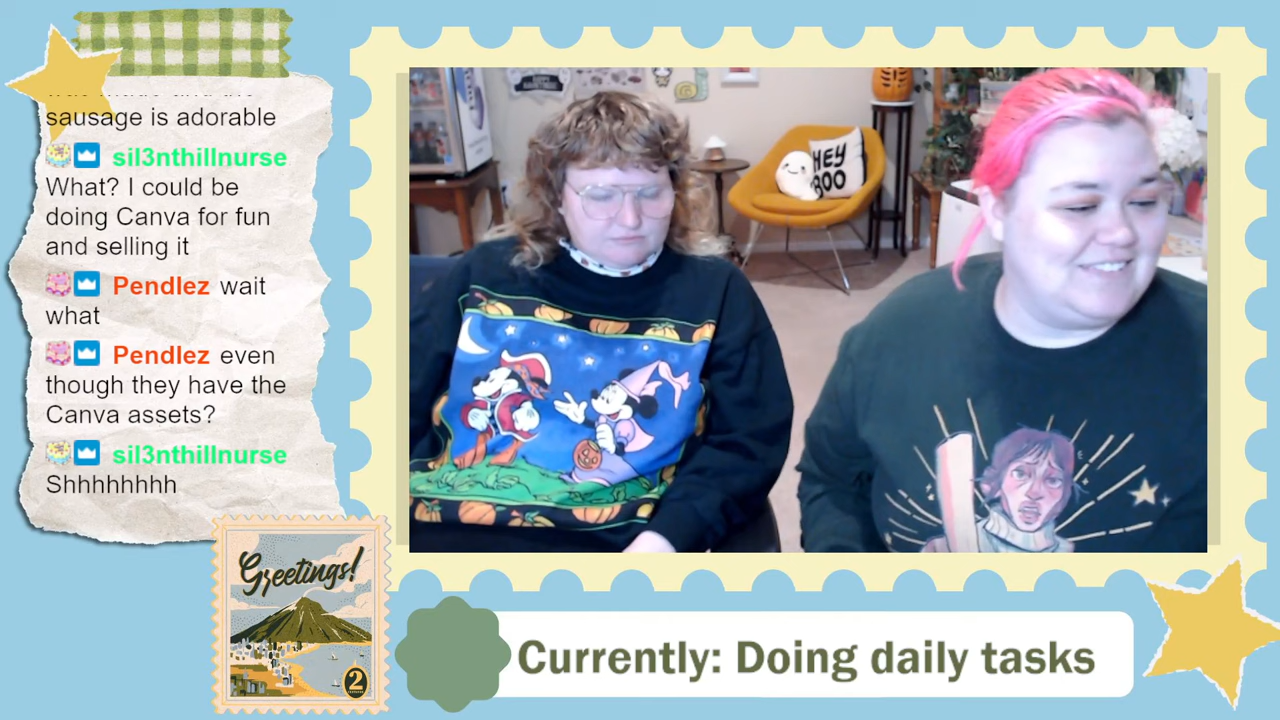 sausage is adorable
sil3nthillnurse
What? I could be
doing Canva for fun
and selling it
Pendlez wait
what
Pendlez even
though they have the
Canva assets?
sil3nthillnurse
Shhhhhhhh
HEY
BOO
Greetings!
2
Currently: Doing daily tasks